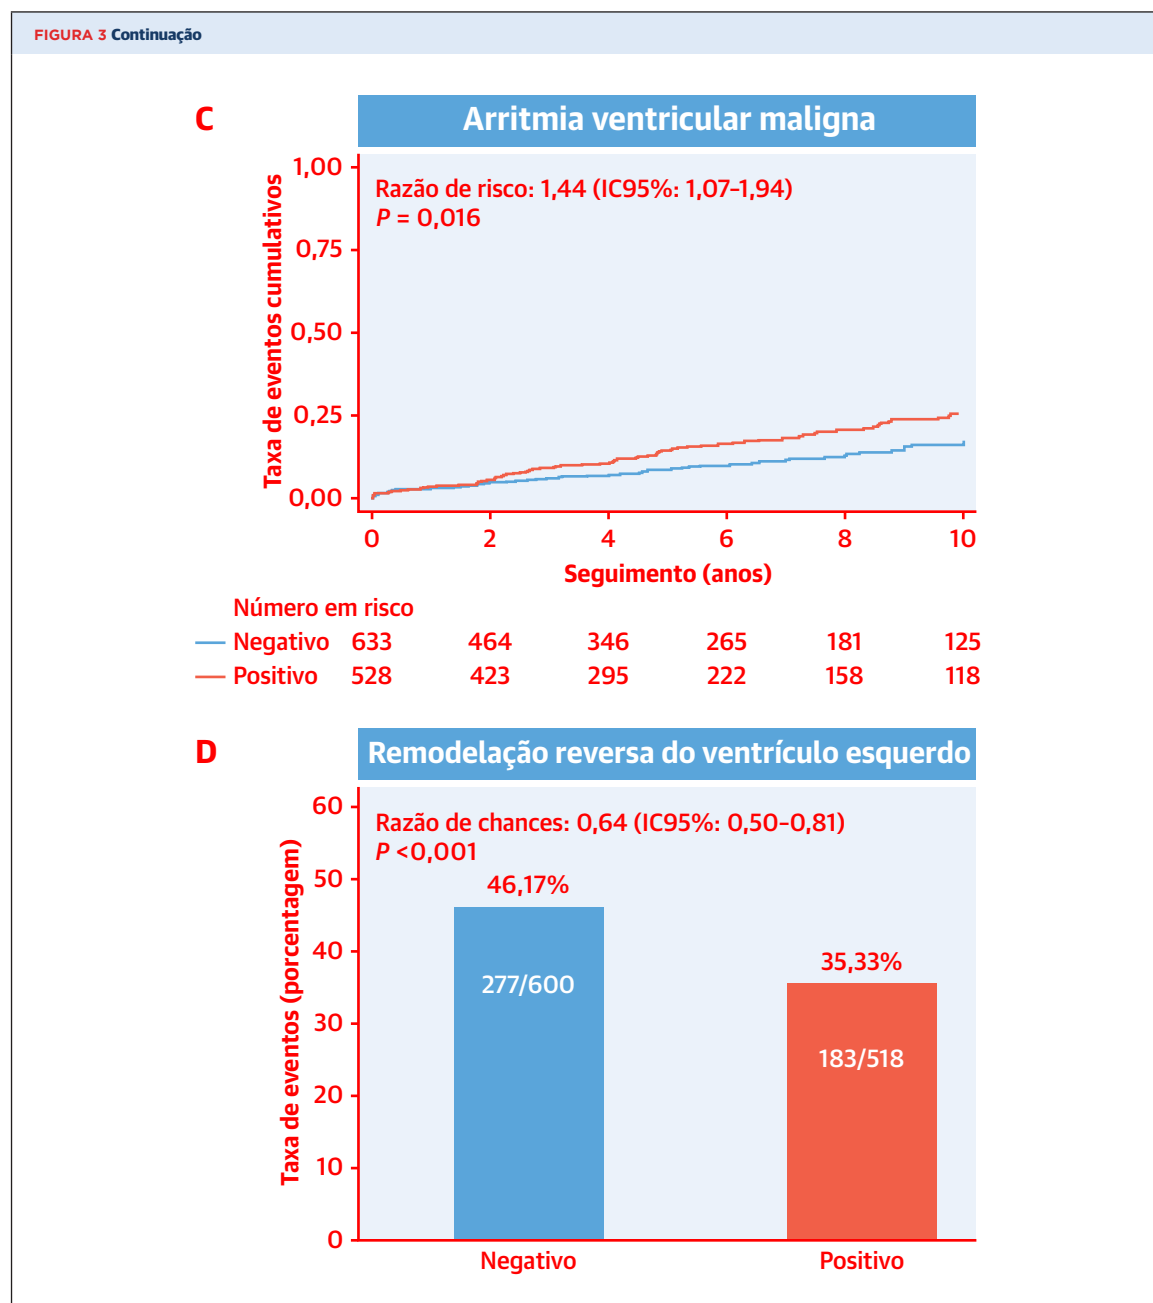 FIGURA 3 Continuação
C
Arritmia ventricular maligna
Razão de risco: 1,44 (IC95%: 1,07-1,94)
P = 0,016
Taxa de eventos cumulativos
1,00
0,75
0,50
0,25
0,00
0 2 4 6 8 10
Seguimento (anos)
Número em risco
Negativo 633 464 346 265 181 125
Positivo 528 423 295 222 158 118
D
Remodelação reversa do ventrículo esquerdo
Razão de chances: 0,64 (IC95%: 0,50-0,81)
P <0,001
Taxa de eventos (porcentagem)
60
50
40
30
20
10
0
46,17%
277/600
35,33%
183/518
Negativo Positivo